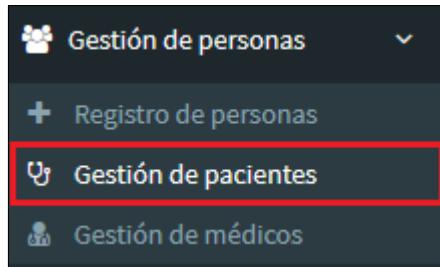 Gestión de personas
Registro de personas
Gestión de pacientes
Gestión de médicos